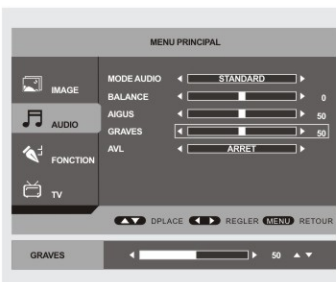 MENU PRINCIPAL
IMAGE
AUDIO
FONCTION
TV
MODE AUDIO STANDARD
BALANCE 0
AIGUS 50
GRAVES 50
AVL ARRET
DPLACE REGLER MENU RETOUR
GRAVES 50